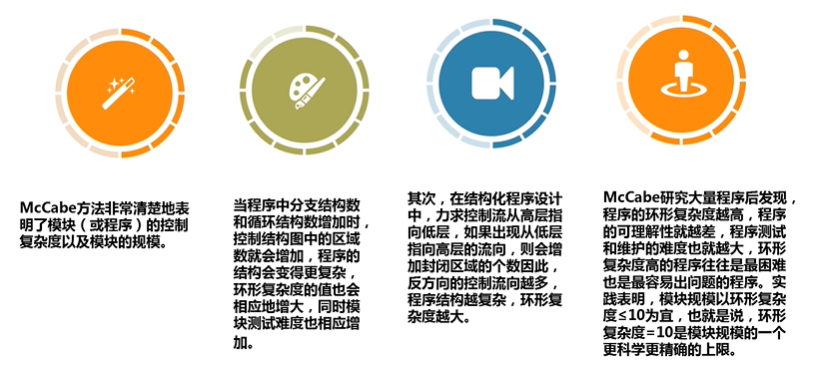 McCabe方法非常清楚地表
明了模块（或程序）的控制
复杂度以及模块的规模。
当程序中分支结构数
和循环结构数增加时，
控制结构图中的区域
数就会增加，程序的
结构会变得更复杂，
环形复杂度的值也会
相应地增大，同时模
块测试难度也相应增
加。
其次，在结构化程序设计
中，力求控制流从高层指
向低层，如果出现从低层
指向高层的流向，则会增
加封闭区域的个数因此，
反方向的控制流向越多，
程序结构越复杂，环形复
杂度越大。
McCabe研究大量程序后发现，
程序的环形复杂度越高，程序
的可理解性就越差，程序测试
和维护的难度也就越大，环形
复杂度高的程序往往是最困难
也是最容易出问题的程序。实
践表明，模块规模以环形复杂
度≤10为宜，也就是说，环形
复杂度=10是模块规模的一个
更科学更精确的上限。